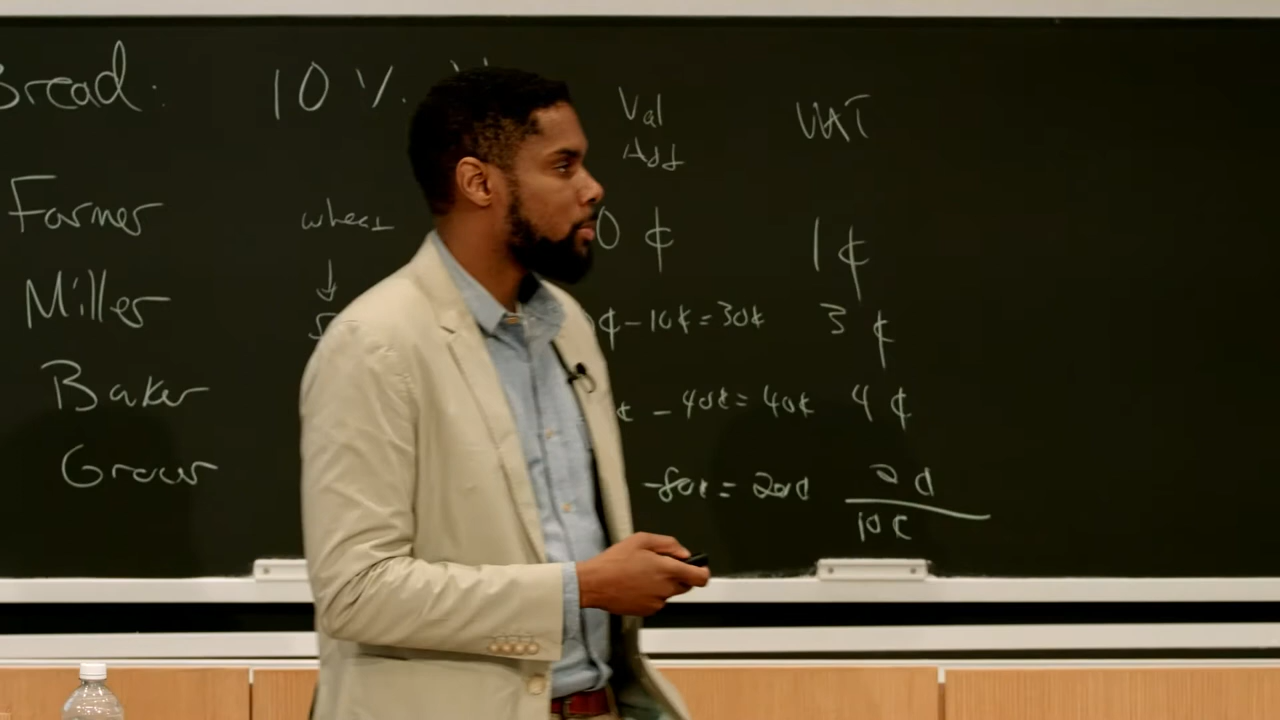 Bread: 10 %
Val
Add
VAT
Farmer wheat 0 ¢ 1 ¢
Miller ¢ - 10¢ = 30¢ 3 ¢
Baker ¢ - 40¢ = 40¢ 4 ¢
Grocer - 80¢ = 20¢ 2 ¢
10 ¢